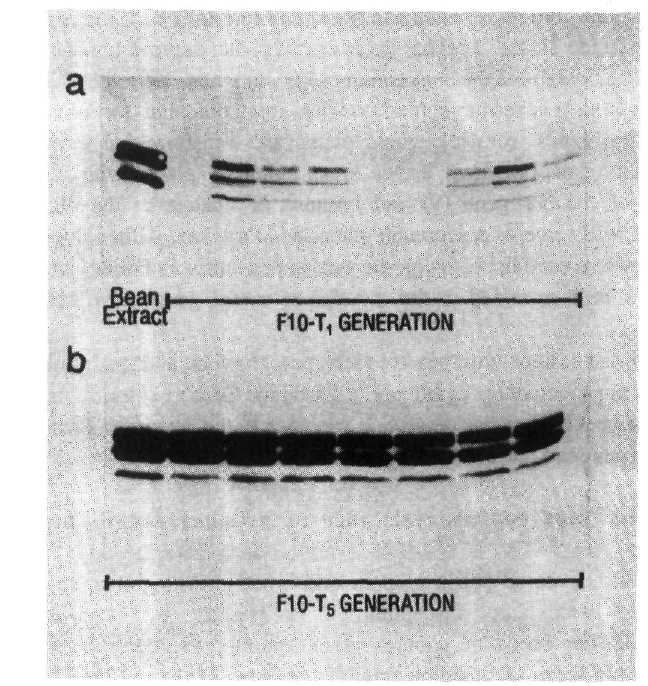 a
Bean
Extract
F10-T₁ GENERATION
b
F10-T₅ GENERATION